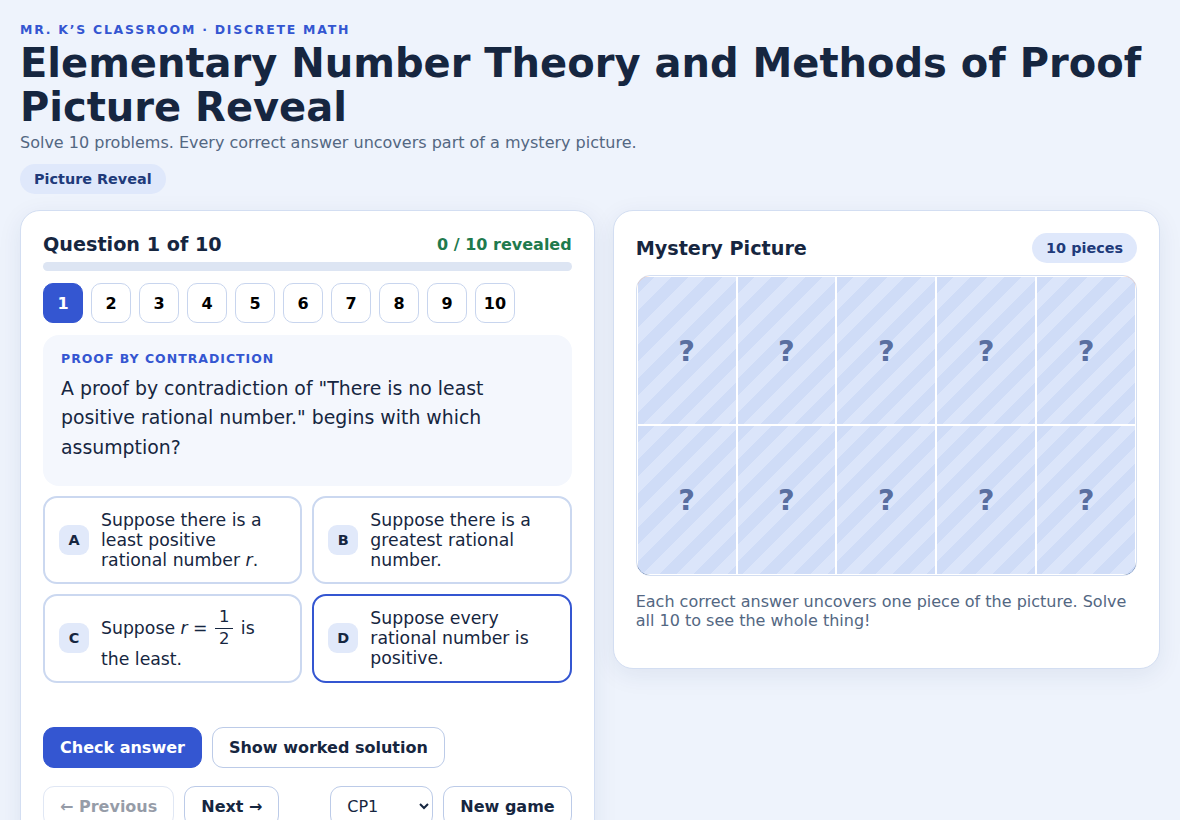 MR. K’S CLASSROOM · DISCRETE MATH
Elementary Number Theory and Methods of Proof
Picture Reveal
Solve 10 problems. Every correct answer uncovers part of a mystery picture.
Picture Reveal
Question 1 of 10
0 / 10 revealed
1 2 3 4 5 6 7 8 9 10
PROOF BY CONTRADICTION
A proof by contradiction of "There is no least
positive rational number." begins with which
assumption?
A
Suppose there is a
least positive
rational number r.
B
Suppose there is a
greatest rational
number.
C
Suppose r = 1/2 is
the least.
D
Suppose every
rational number is
positive.
Check answer
Show worked solution
← Previous
Next →
CP1
New game
Mystery Picture
10 pieces
? ? ? ? ?
? ? ? ? ?
Each correct answer uncovers one piece of the picture. Solve
all 10 to see the whole thing!